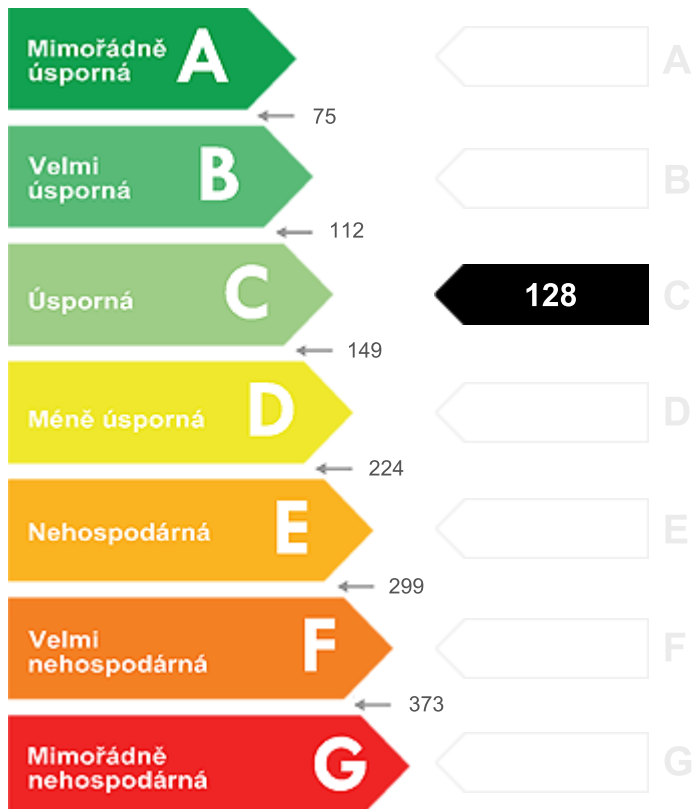 Mimořádně
úsporná
A
A
75
Velmi
úsporná
B
B
112
Úsporná
C
128
C
149
Méně úsporná
D
D
224
Nehospodárná
E
E
299
Velmi
nehospodárná
F
F
373
Mimořádně
nehospodárná
G
G